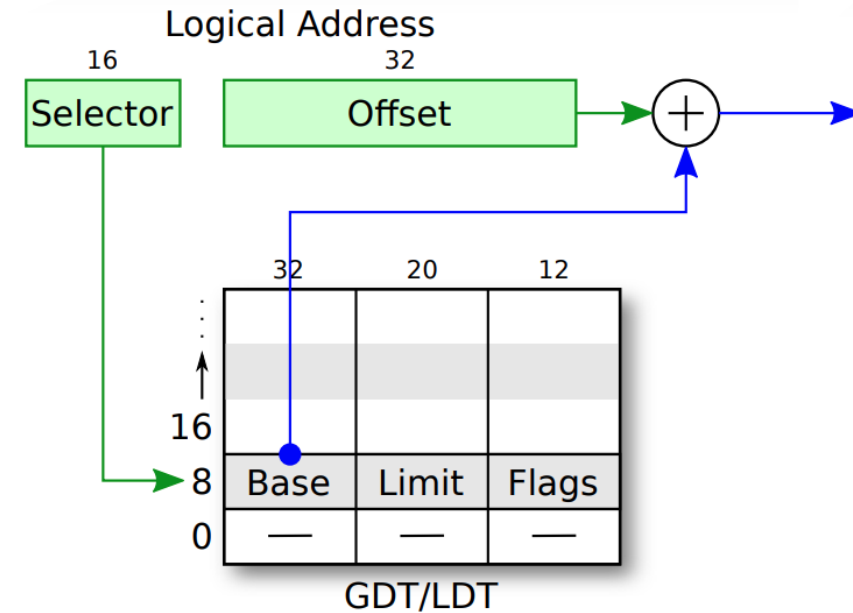 Logical Address
16 32
Selector Offset
32 20 12
16
8 Base Limit Flags
0 — — —
GDT/LDT